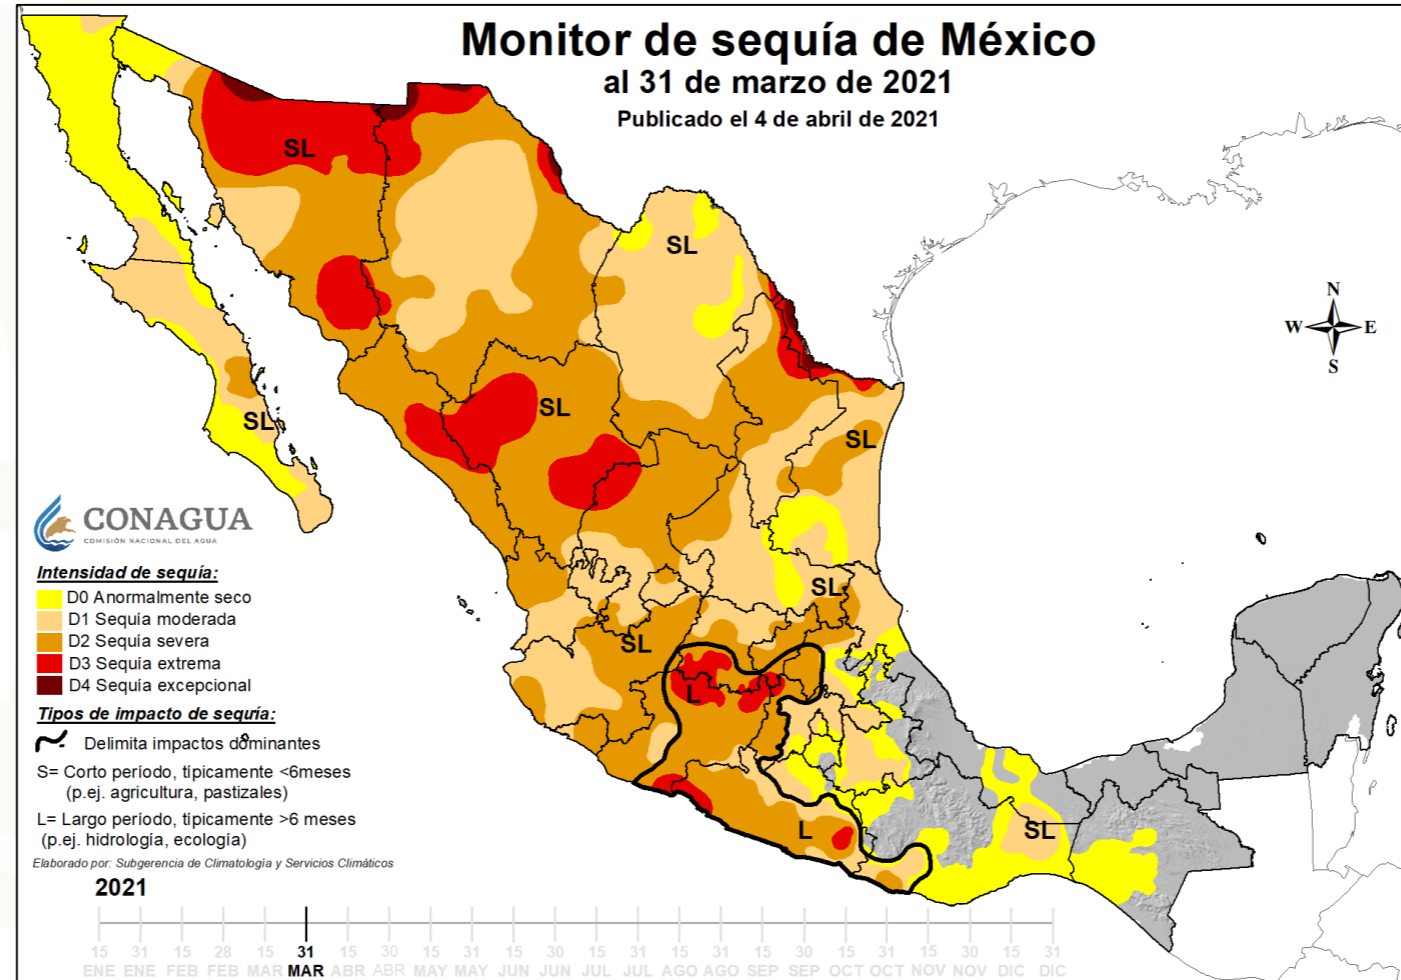 Monitor de sequía de México
al 31 de marzo de 2021
Publicado el 4 de abril de 2021
SL
SL
N
W E
S
SL
SL
SL
CONAGUA
COMISIÓN NACIONAL DEL AGUA
SL
SL
L
L
SL
Intensidad de sequía:
D0 Anormalmente seco
D1 Sequía moderada
D2 Sequía severa
D3 Sequía extrema
D4 Sequía excepcional
Tipos de impacto de sequía:
Delimita impactos dominantes
S= Corto período, típicamente <6meses
(p.ej. agricultura, pastizales)
L= Largo período, típicamente >6 meses
(p.ej. hidrología, ecología)
Elaborado por: Subgerencia de Climatología y Servicios Climáticos
2021
15 31 15 28 15 31 15 30 15 31 15 30 15 31 15 31 15 30 15 31 15 30 15 31
ENE ENE FEB FEB MAR MAR ABR ABR MAY MAY JUN JUN JUL JUL AGO AGO SEP SEP OCT OCT NOV NOV DIC DIC